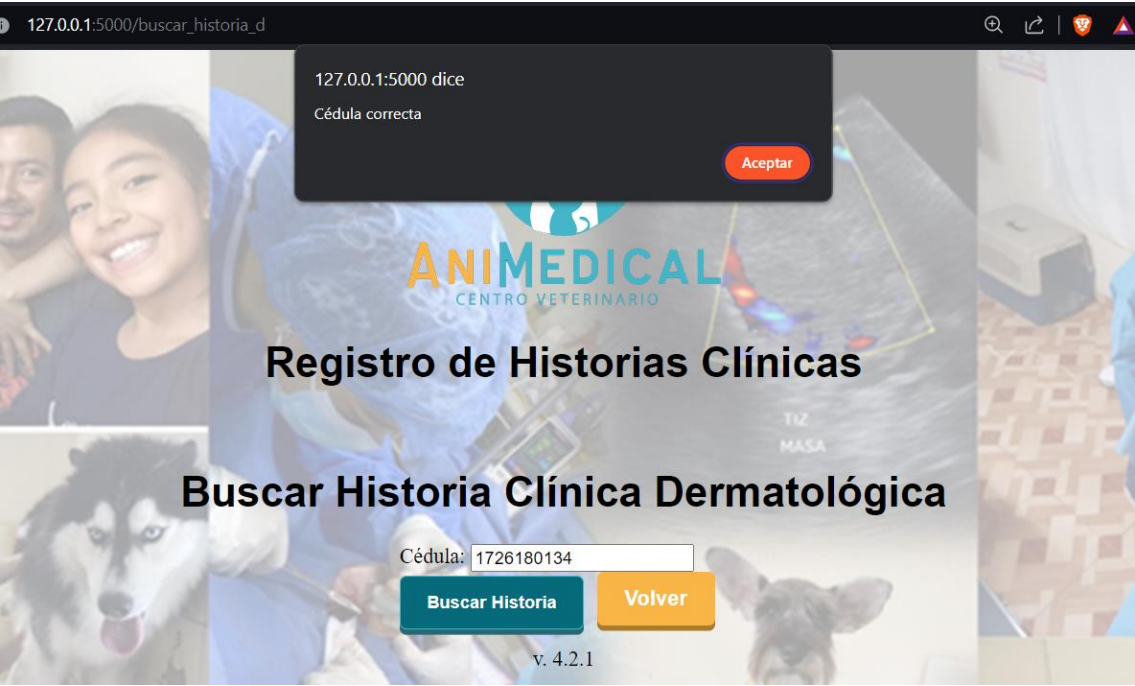 127.0.0.1:5000/buscar_historia_d
127.0.0.1:5000 dice
Cédula correcta
Aceptar
ANIMEDICAL
CENTRO VETERINARIO
Registro de Historias Clínicas
TIZ
MASA
Buscar Historia Clínica Dermatológica
Cédula: 1726180134
Buscar Historia Volver
v. 4.2.1